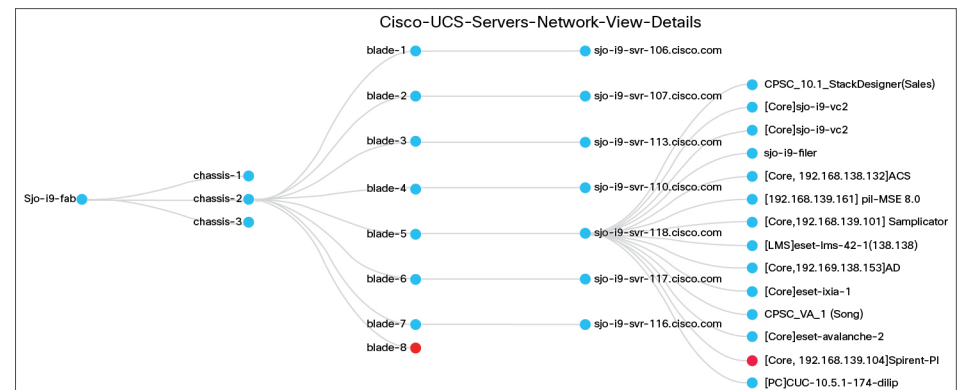 Cisco-UCS-Servers-Network-View-Details
Sjo-i9-fab
chassis-1
chassis-2
chassis-3
blade-1
blade-2
blade-3
blade-4
blade-5
blade-6
blade-7
blade-8
sjo-i9-svr-106.cisco.com
sjo-i9-svr-107.cisco.com
sjo-i9-svr-113.cisco.com
sjo-i9-svr-110.cisco.com
sjo-i9-svr-118.cisco.com
sjo-i9-svr-117.cisco.com
sjo-i9-svr-116.cisco.com
CPSC_10.1_StackDesigner(Sales)
[Core]sjo-i9-vc2
[Core]sjo-i9-vc2
sjo-i9-filer
[Core, 192.168.138.132]ACS
[192.168.139.161] pil-MSE 8.0
[Core,192.168.139.101] Samplicator
[LMS]eset-lms-42-1(138.138)
[Core,192.169.138.153]AD
[Core]eset-ixia-1
CPSC_VA_1 (Song)
[Core]eset-avalanche-2
[Core, 192.168.139.104]Spirent-PI
[PC]CUC-10.5.1-174-dilip